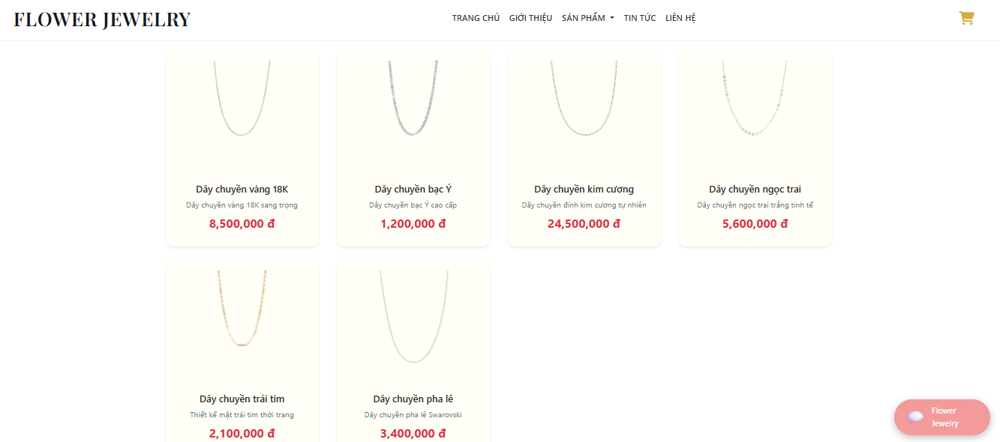 FLOWER JEWELRY
TRANG CHỦ GIỚI THIỆU SẢN PHẨM TIN TỨC LIÊN HỆ
Dây chuyền vàng 18K
Dây chuyền vàng 18K sang trọng
8,500,000 đ
Dây chuyền bạc Ý
Dây chuyền bạc Ý cao cấp
1,200,000 đ
Dây chuyền kim cương
Dây chuyền đính kim cương tự nhiên
24,500,000 đ
Dây chuyền ngọc trai
Dây chuyền ngọc trai trắng tinh tế
5,600,000 đ
Dây chuyền trái tim
Thiết kế mặt trái tim thời trang
2,100,000 đ
Dây chuyền pha lê
Dây chuyền pha lê Swarovski
3,400,000 đ
Flower
Jewelry